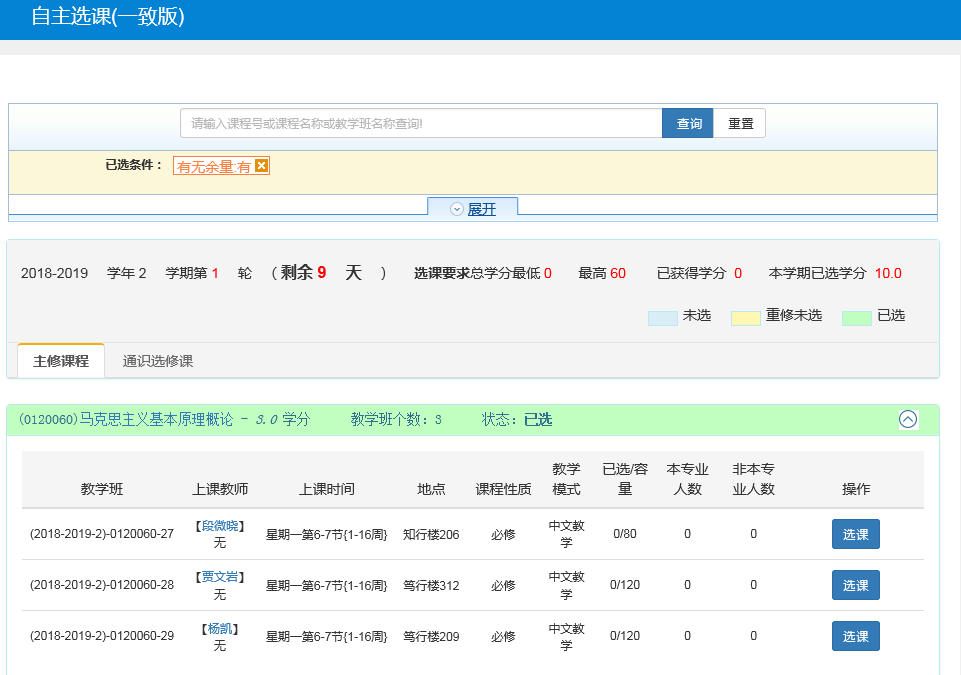 自主选课(一致版)
请输入课程号或课程名称或教学班名称查询! 查询 重置
已选条件： 有无余量:有
展开
2018-2019 学年 2 学期第 1 轮 （ 剩余 9 天 ） 选课要求总学分最低 0 最高 60 已获得学分 0 本学期已选学分 10.0
未选 重修未选 已选
主修课程 通识选修课
(0120060)马克思主义基本原理概论 - 3.0 学分 教学班个数：3 状态：已选
教学班 上课教师 上课时间 地点 课程性质 教学模式 已选/容量 本专业人数 非本专业人数 操作
(2018-2019-2)-0120060-27 【段微晓】无 星期一第6-7节{1-16周} 知行楼206 必修 中文教学 0/80 0 0 选课
(2018-2019-2)-0120060-28 【贾文岩】无 星期一第6-7节{1-16周} 笃行楼312 必修 中文教学 0/120 0 0 选课
(2018-2019-2)-0120060-29 【杨凯】无 星期一第6-7节{1-16周} 笃行楼209 必修 中文教学 0/120 0 0 选课